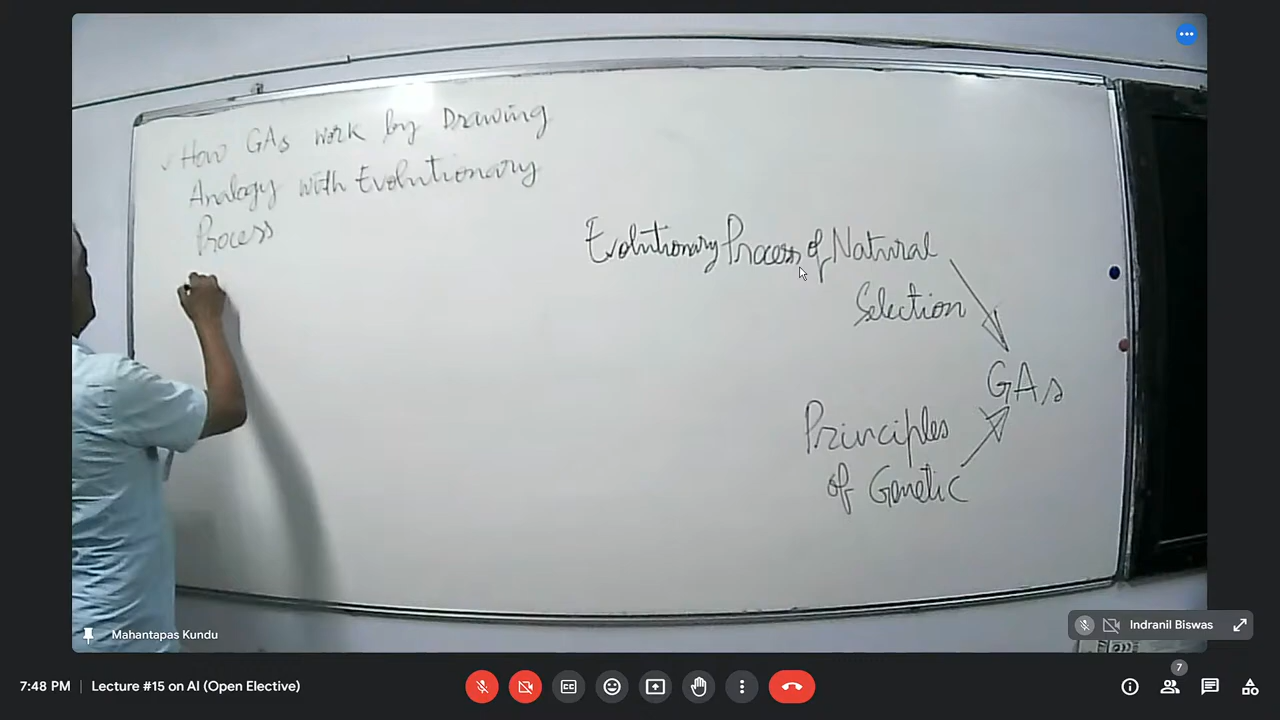 ✓ How GAs work by Drawing
Analogy with Evolutionary
Process
Evolutionary Process of Natural
Selection
GAs
Principles
of Genetic
Mahantapas Kundu
Indranil Biswas
7:48 PM | Lecture #15 on AI (Open Elective)
7